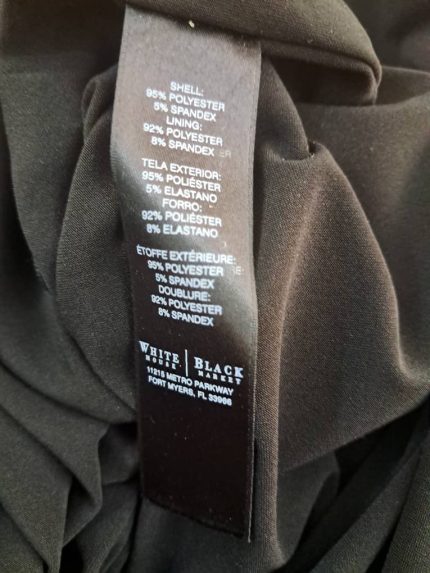 SHELL:
95% POLYESTER
5% SPANDEX
LINING:
92% POLYESTER
8% SPANDEX
TELA EXTERIOR:
95% POLIÉSTER
5% ELASTANO
FORRO:
92% POLIÉSTER
8% ELASTANO
ÉTOFFE EXTÉRIEURE:
95% POLYESTER
5% SPANDEX
DOUBLURE:
92% POLYESTER
8% SPANDEX
WHITE HOUSE | BLACK MARKET
11215 METRO PARKWAY
FORT MYERS, FL 33966